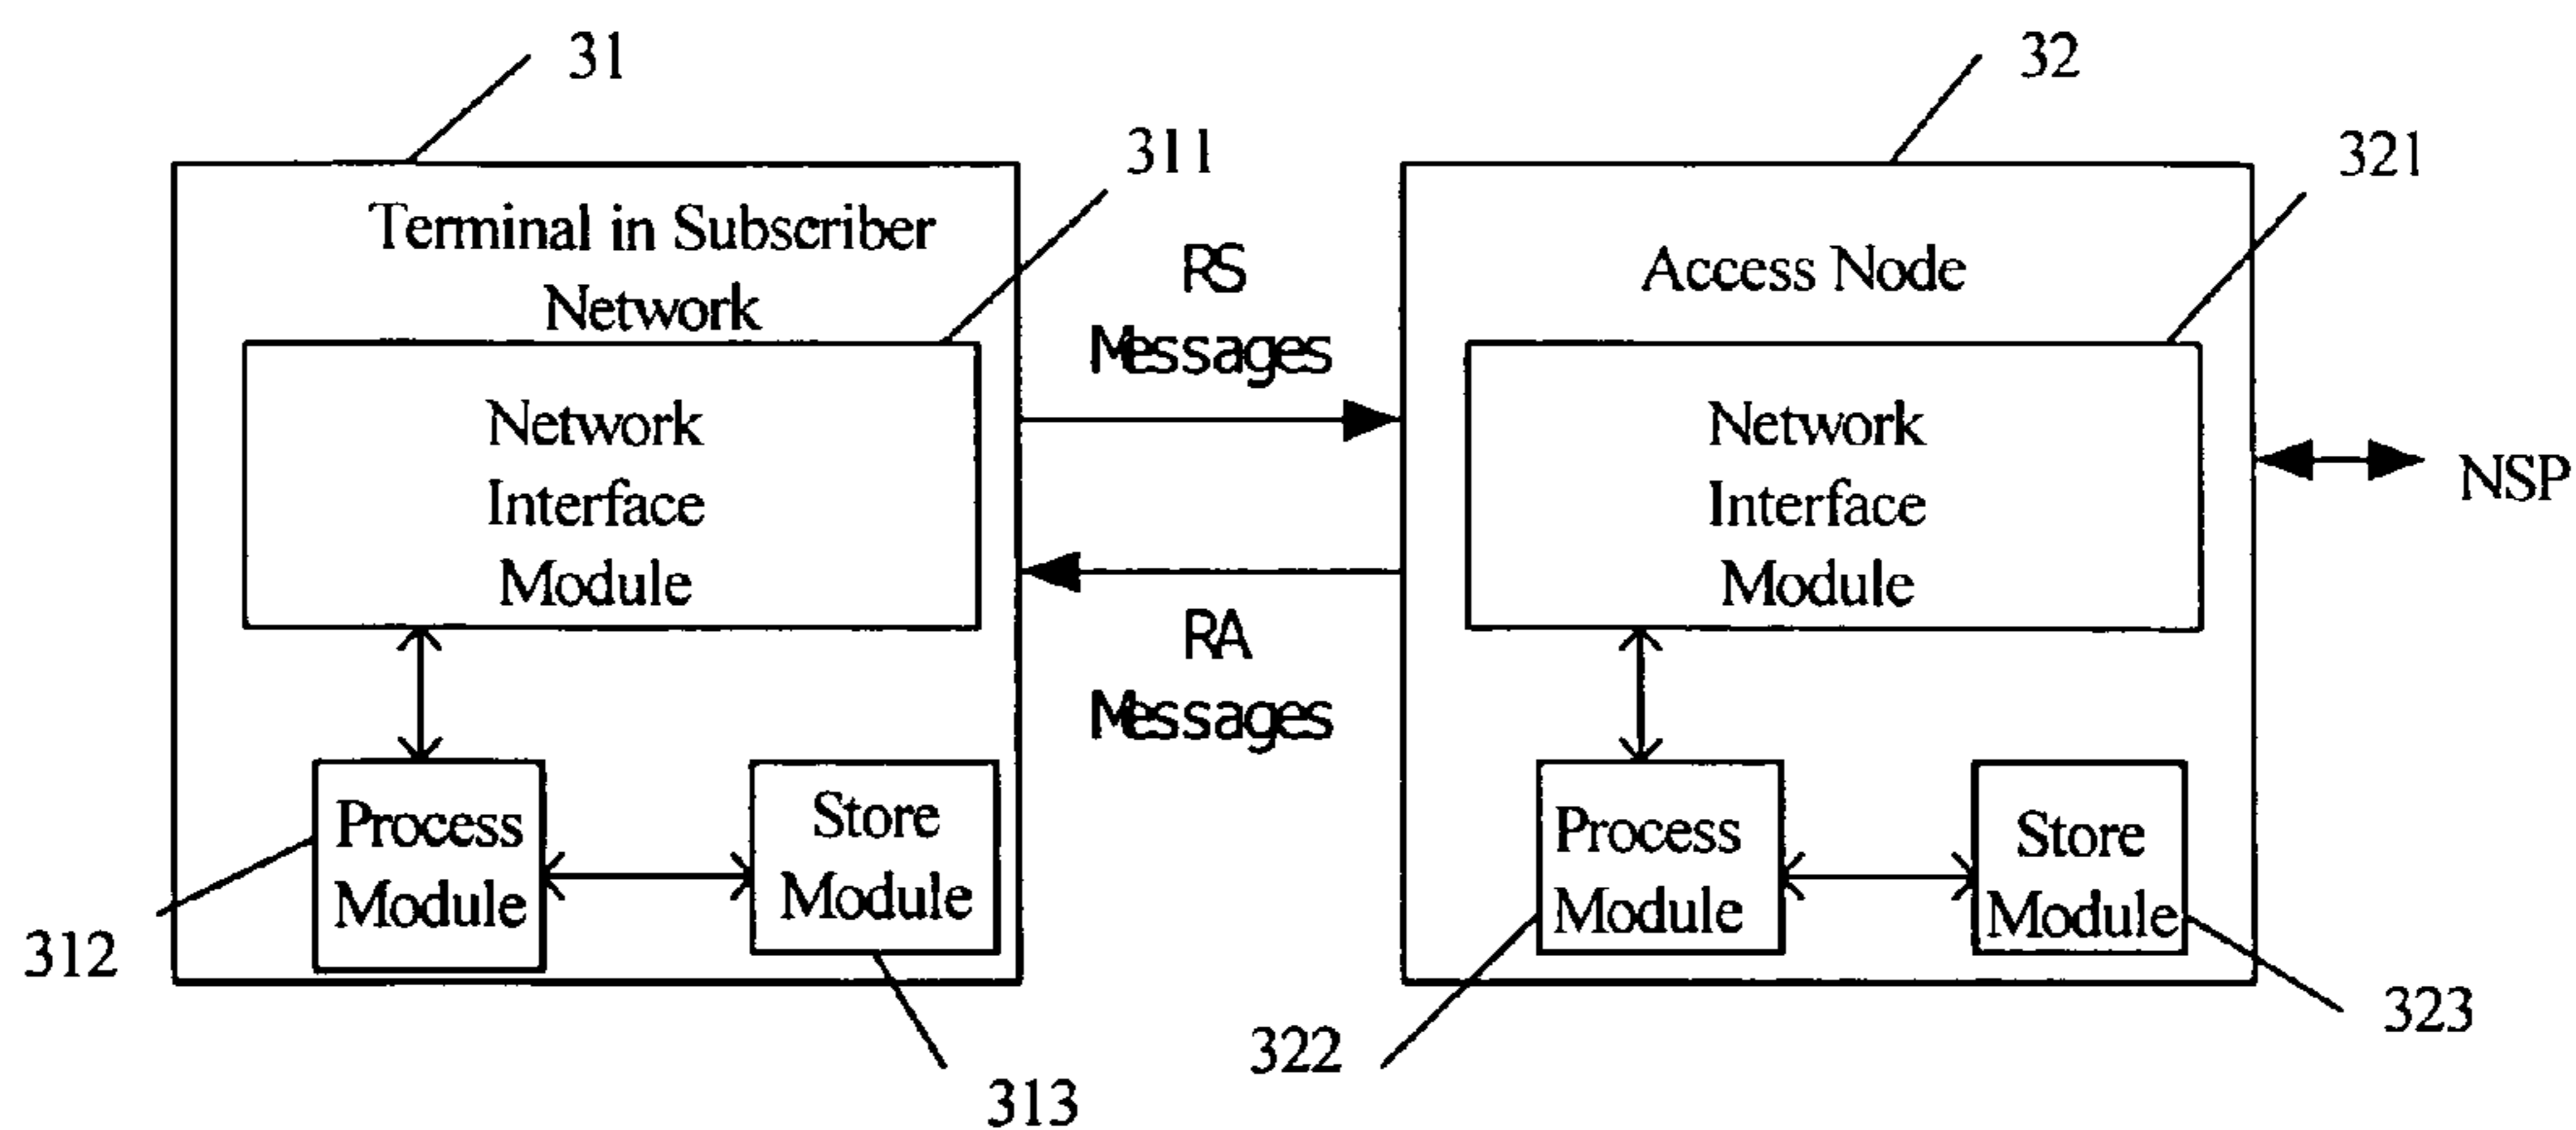 31
32
311
321
Terminal in Subscriber
Network
RS
Messages
Access Node
Network
Interface
Module
Network
Interface
Module
NSP
RA
Messages
Process
Module
Store
Module
Process
Module
Store
Module
312
313
322
323